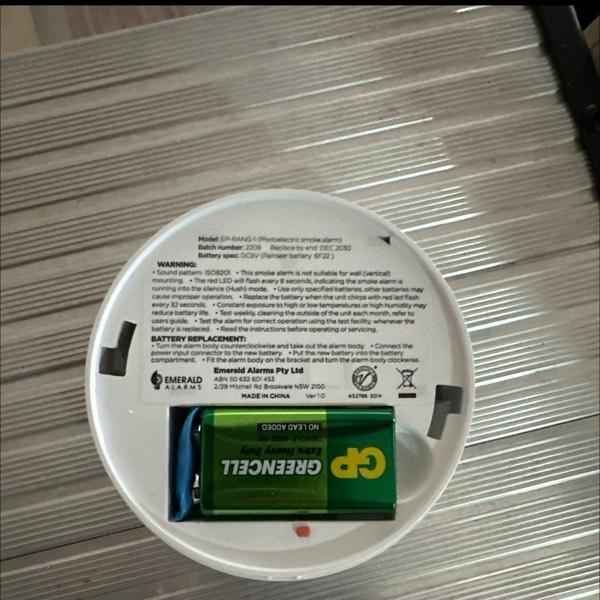 Model: EP-RANG-1 (Photoelectric smoke alarm)
Batch number: 2209 Replace by end DEC 2030
Battery spec: DC9V (Pairdeer battery 6F22)
WARNING:
• Sound pattern: ISO8201. • This smoke alarm is not suitable for wall (vertical)
mounting. • The red LED will flash every 8 seconds, indicating the smoke alarm is
running into the silence (Hush) mode. • Use only specified batteries, other batteries may
cause improper operation. • Replace the battery when the unit chirps with red led flash
every 32 seconds. • Constant exposure to high or low temperatures or high humidity may
reduce battery life. • Test weekly, cleaning the outside of the unit each month, refer to
users guide. • Test the alarm for correct operation using the test facility, whenever the
battery is replaced. • Read the instructions before operating or servicing.
BATTERY REPLACEMENT:
• Turn the alarm body counterclockwise and take out the alarm body. • Connect the
power input connector to the new battery. • Put the new battery into the battery
compartment. • Fit the alarm body on the bracket and turn the alarm body clockwise.
EMERALD
ALARMS
Emerald Alarms Pty Ltd
ABN 50 632 601 453
2/29 Mitchell Rd Brookvale NSW 2100
MADE IN CHINA Ver1.0
AS3786 2014
GP
GREENCELL
Extra Heavy Duty
NO LEAD ADDED